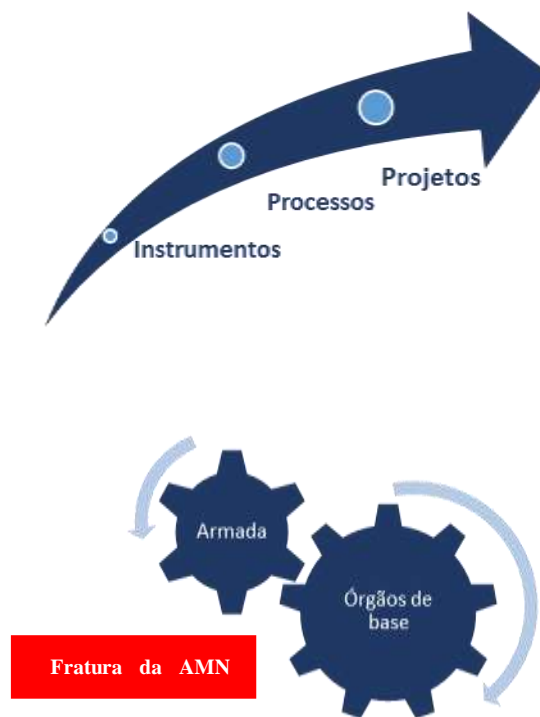 Projetos
Processos
Instrumentos
Armada
Órgãos de
base
Fratura da AMN